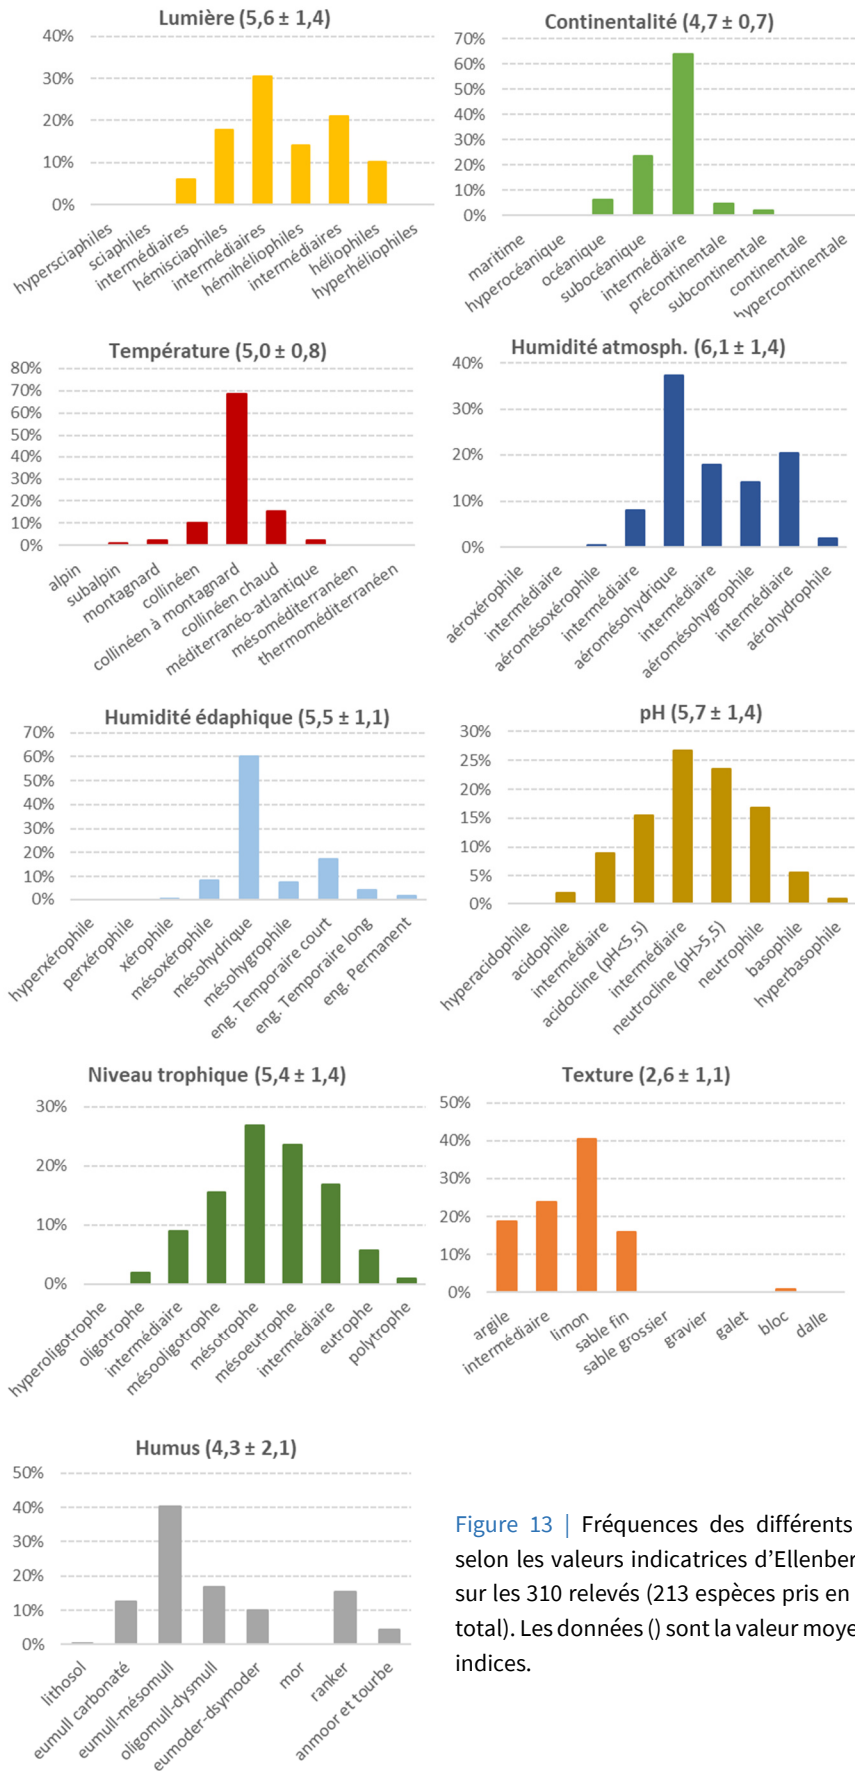 Lumière (5,6 ± 1,4)
40%
30%
20%
10%
0%
hypersciaphiles
sciaphiles
intermédiaires
hémisciaphiles
intermédiaires
hémihéliophiles
intermédiaires
héliophiles
hyperhéliophiles
Continentalité (4,7 ± 0,7)
70%
60%
50%
40%
30%
20%
10%
0%
maritime
hyperocéanique
océanique
subocéanique
intermédiaire
précontinentale
subcontinentale
continentale
hypercontinentale
Température (5,0 ± 0,8)
80%
70%
60%
50%
40%
30%
20%
10%
0%
alpin
subalpin
montagnard
collinéen
collinéen à montagnard
collinéen chaud
méditerranéo-atlantique
mésoméditerranéen
thermoméditerranéen
Humidité atmosph. (6,1 ± 1,4)
40%
30%
20%
10%
0%
aéroxérophile
intermédiaire
aéromésoxérophile
intermédiaire
aéromésohydrique
intermédiaire
aéromésohygrophile
intermédiaire
aérohydrophile
Humidité édaphique (5,5 ± 1,1)
70%
60%
50%
40%
30%
20%
10%
0%
hyperxérophile
perxérophile
xérophile
mésoxérophile
mésohydrique
mésohygrophile
eng. Temporaire court
eng. Temporaire long
eng. Permanent
pH (5,7 ± 1,4)
30%
25%
20%
15%
10%
5%
0%
hyperacidophile
acidophile
intermédiaire
acidocline (pH<5,5)
intermédiaire
neutrocline (pH>5,5)
neutrophile
basophile
hyperbasophile
Niveau trophique (5,4 ± 1,4)
30%
20%
10%
0%
hyperoligotrophe
oligotrophe
intermédiaire
mésooligotrophe
mésotrophe
mésoeutrophe
intermédiaire
eutrophe
polytrophe
Texture (2,6 ± 1,1)
50%
40%
30%
20%
10%
0%
argile
intermédiaire
limon
sable fin
sable grossier
gravier
galet
bloc
dalle
Humus (4,3 ± 2,1)
50%
40%
30%
20%
10%
0%
lithosol
eumull carbonaté
eumull-mésomull
oligomull-dysmull
eumoder-dsymoder
mor
ranker
anmoor et tourbe
Figure 13 | Fréquences des différents
selon les valeurs indicatrices d'Ellenber
sur les 310 relevés (213 espèces pris en
total). Les données () sont la valeur moye
indices.